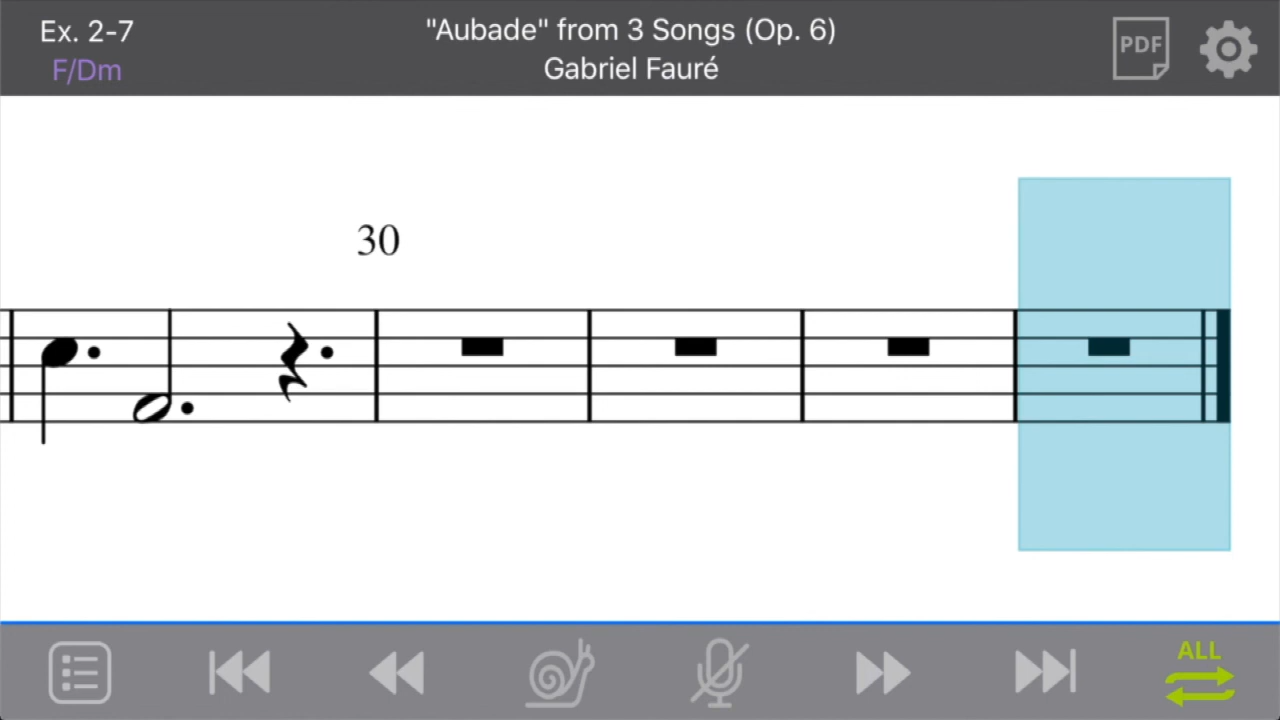 Ex. 2-7
F/Dm
"Aubade" from 3 Songs (Op. 6)
Gabriel Fauré
PDF
30
ALL